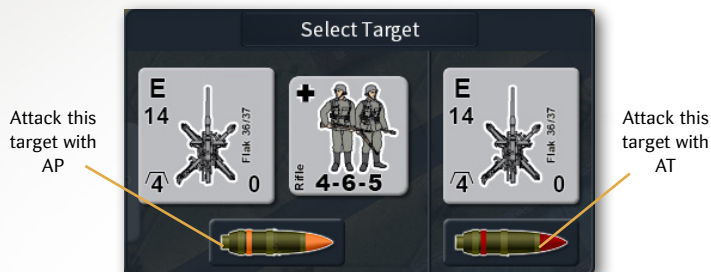 Select Target
Attack this
target with
AP
E
14
Flak 36/37
4
0
+
Rifle
4-6-5
E
14
Flak 36/37
4
0
Attack this
target with
AT